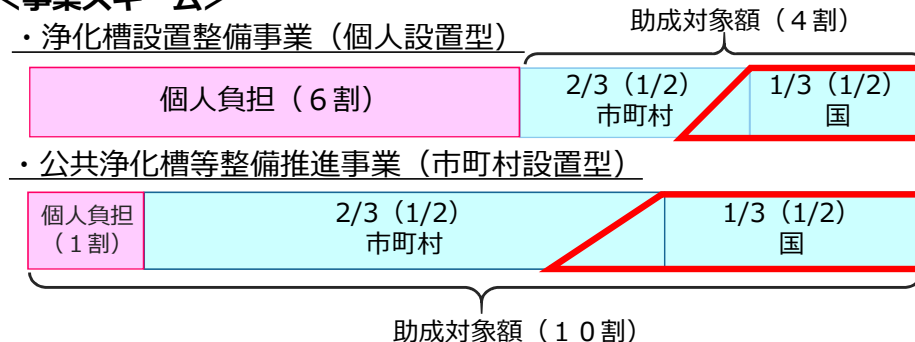 ＜事業スキーム＞
・浄化槽設置整備事業（個人設置型）
助成対象額（４割）
個人負担（６割）
2/3（1/2）
市町村
1/3（1/2）
国
・公共浄化槽等整備推進事業（市町村設置型）
個人負担
（１割）
2/3（1/2）
市町村
1/3（1/2）
国
助成対象額（１０割）